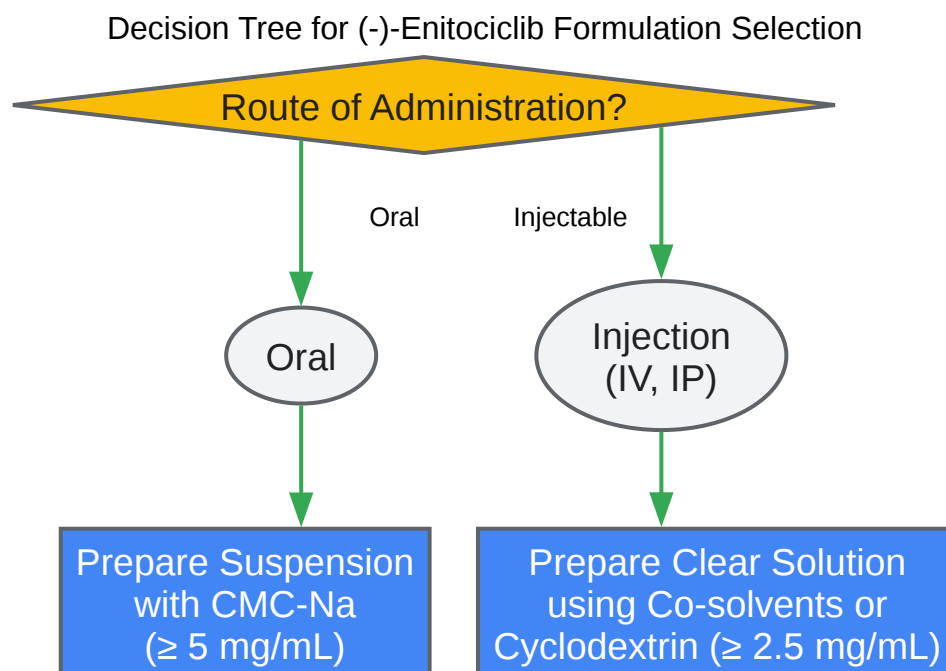 Decision Tree for (-)-Enitociclib Formulation Selection
Route of Administration?
Oral
Injectable
Oral
Injection
(IV, IP)
Prepare Suspension
with CMC-Na
(≥ 5 mg/mL)
Prepare Clear Solution
using Co-solvents or
Cyclodextrin (≥ 2.5 mg/mL)